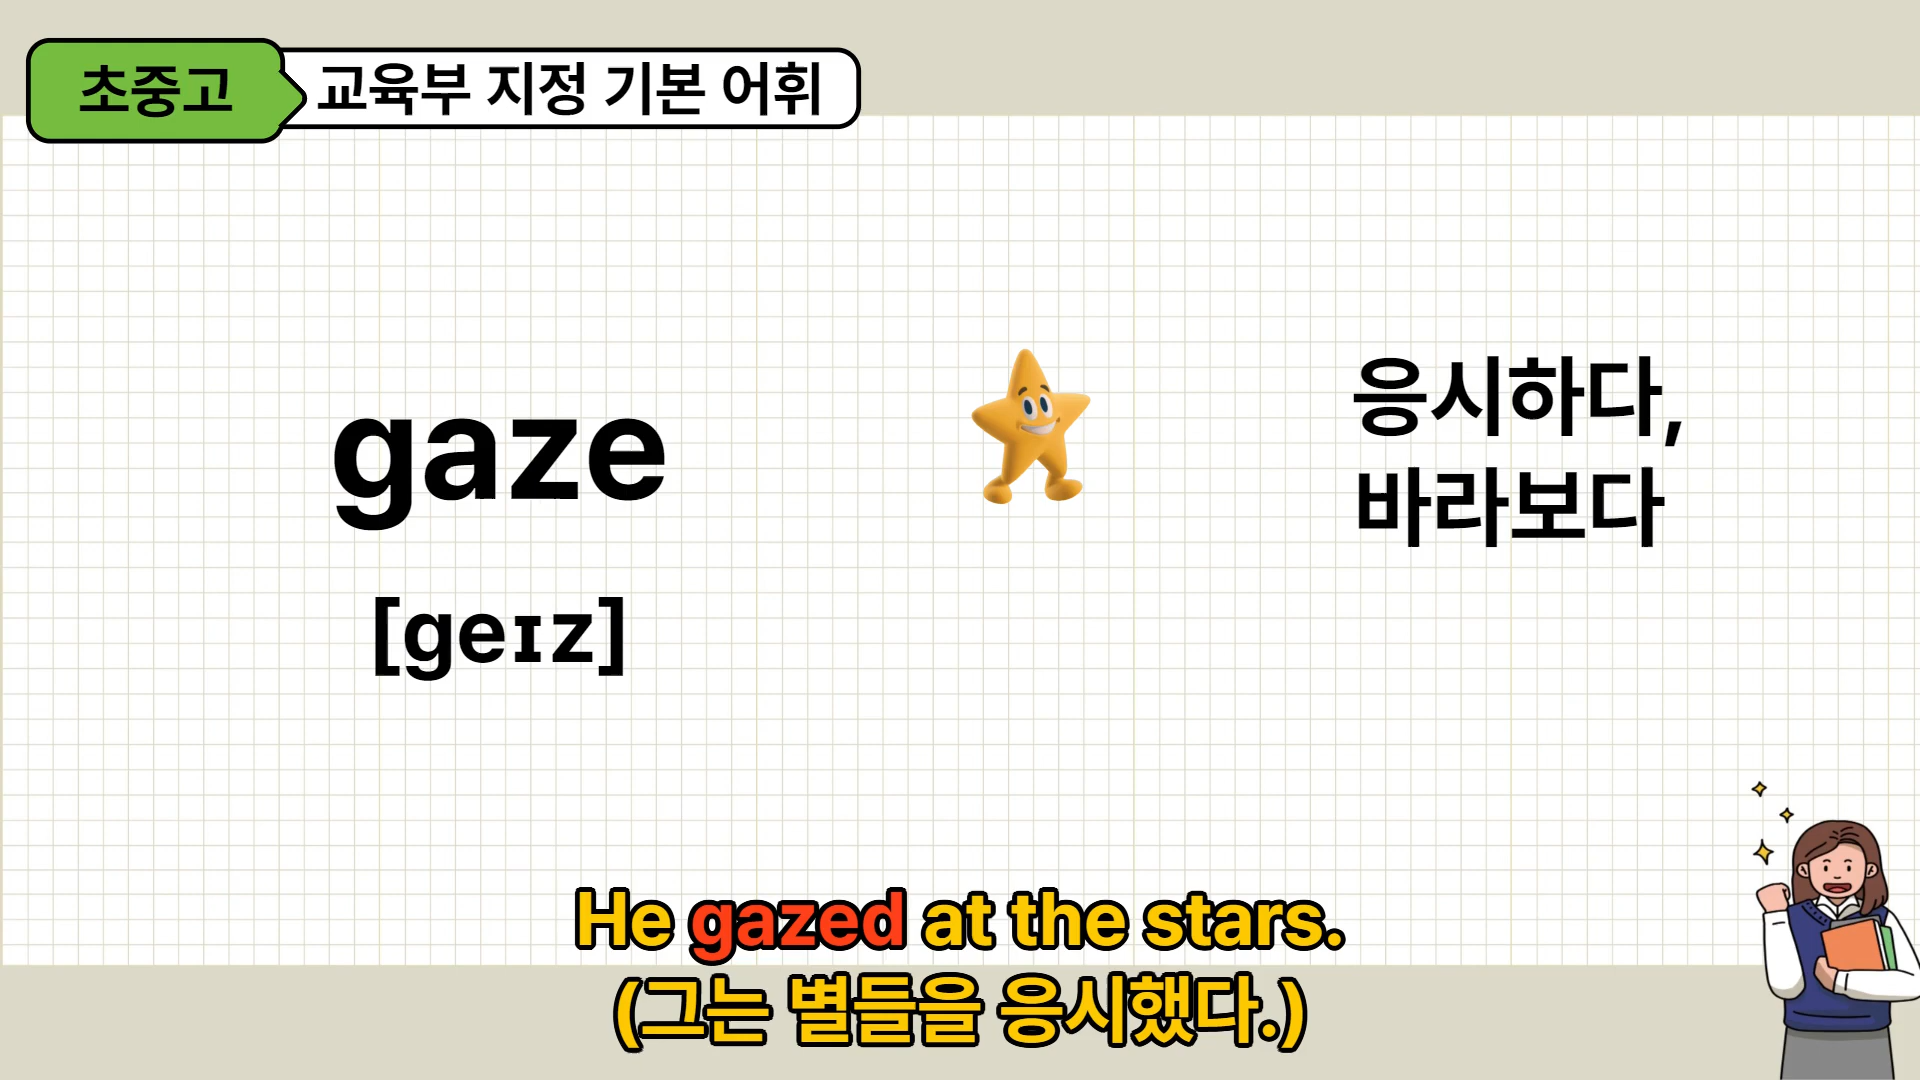 초중고
교육부 지정 기본 어휘
gaze
[geɪz]
응시하다,
바라보다
He gazed at the stars.
(그는 별들을 응시했다.)